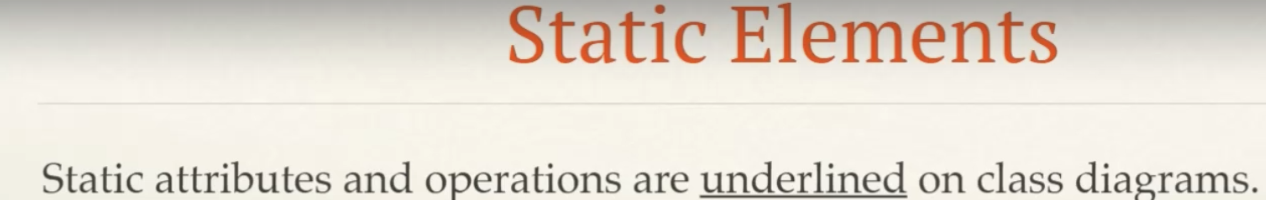 Static Elements
Static attributes and operations are underlined on class diagrams.